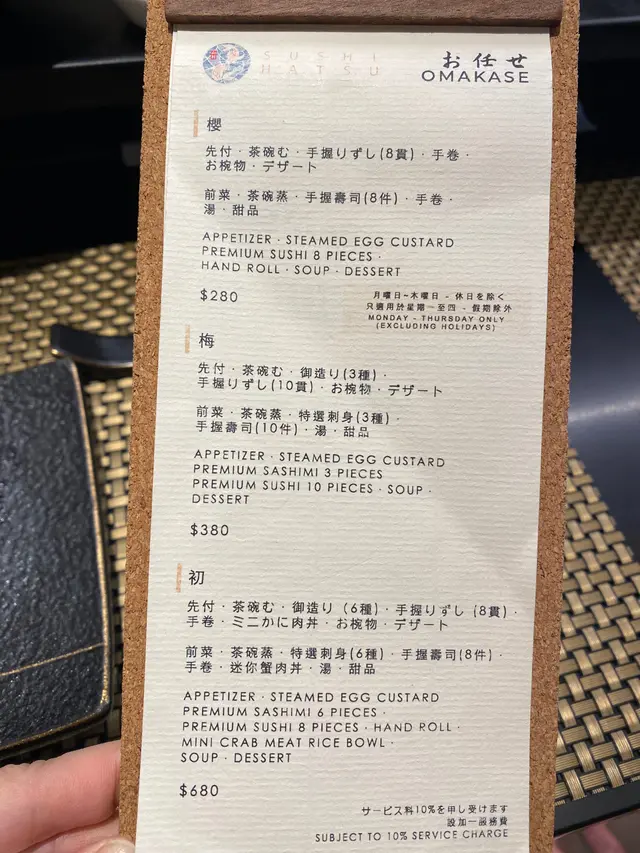 SUSHI
HATSU
お任せ
OMAKASE
櫻
先付・茶碗む・手握りずし(8貫)・手巻・
お椀物・デザート
前菜・茶碗蒸・手握壽司(8件)・手巻・
湯・甜品
APPETIZER · STEAMED EGG CUSTARD
PREMIUM SUSHI 8 PIECES ·
HAND ROLL · SOUP · DESSERT
$280
月曜日~木曜日 - 休日を除く
只適用於星期一至四 - 假期除外
MONDAY - THURSDAY ONLY
(EXCLUDING HOLIDAYS)
梅
先付・茶碗む・御造り(3種)・
手握りずし(10貫)・お椀物・デザート
前菜・茶碗蒸・特選刺身(3種)・
手握壽司(10件)・湯・甜品
APPETIZER · STEAMED EGG CUSTARD
PREMIUM SASHIMI 3 PIECES
PREMIUM SUSHI 10 PIECES · SOUP ·
DESSERT
$380
初
先付・茶碗む・御造り (6種)・手握りずし (8貫)・
手巻・ミニかに肉丼・お椀物・デザート
前菜・茶碗蒸・特選刺身(6種)・手握壽司(8件)・
手巻・迷你蟹肉丼・湯・甜品
APPETIZER · STEAMED EGG CUSTARD
PREMIUM SASHIMI 6 PIECES ·
PREMIUM SUSHI 8 PIECES · HAND ROLL ·
MINI CRAB MEAT RICE BOWL ·
SOUP · DESSERT
$680
サービス料10%を申し受けます
設加一服務費
SUBJECT TO 10% SERVICE CHARGE